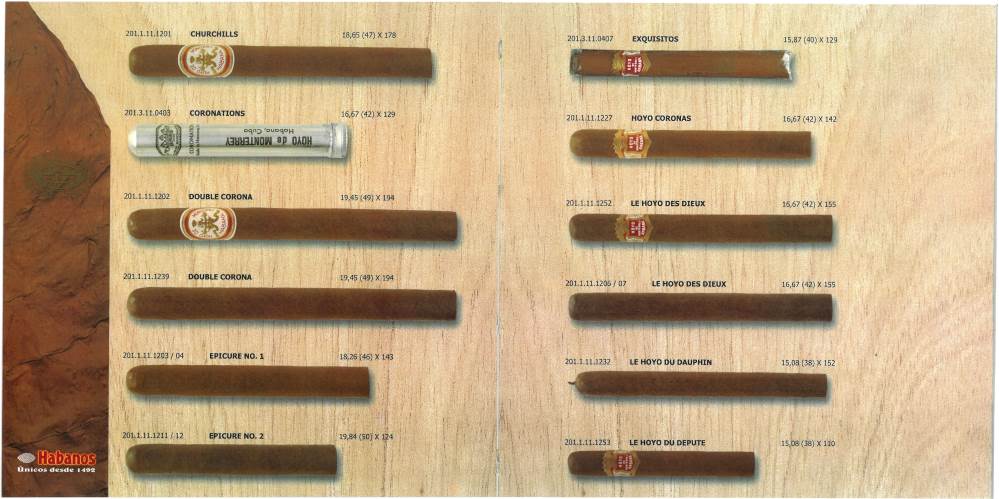 201.1.11.1201 CHURCHILLS 18,65 (47) X 178
201.3.11.0403 CORONATIONS 16,67 (42) X 129
HOYO de MONTERREY
Habana, Cuba
CORONATIONS
201.1.11.1202 DOUBLE CORONA 19,45 (49) X 194
201.1.11.1239 DOUBLE CORONA 19,45 (49) X 194
201.1.11.1203 / 04 EPICURE NO. 1 18,26 (46) X 143
201.1.11.1211 / 12 EPICURE NO. 2 19,84 (50) X 124
Habanos
Únicos desde 1492
201.3.11.0407 EXQUISITOS 15,87 (40) X 129
201.1.11.1227 HOYO CORONAS 16,67 (42) X 142
201.1.11.1252 LE HOYO DES DIEUX 16,67 (42) X 155
201.1.11.1206 / 07 LE HOYO DES DIEUX 16,67 (42) X 155
201.1.11.1232 LE HOYO DU DAUPHIN 15,08 (38) X 152
201.1.11.1253 LE HOYO DU DEPUTE 15,08 (38) X 110